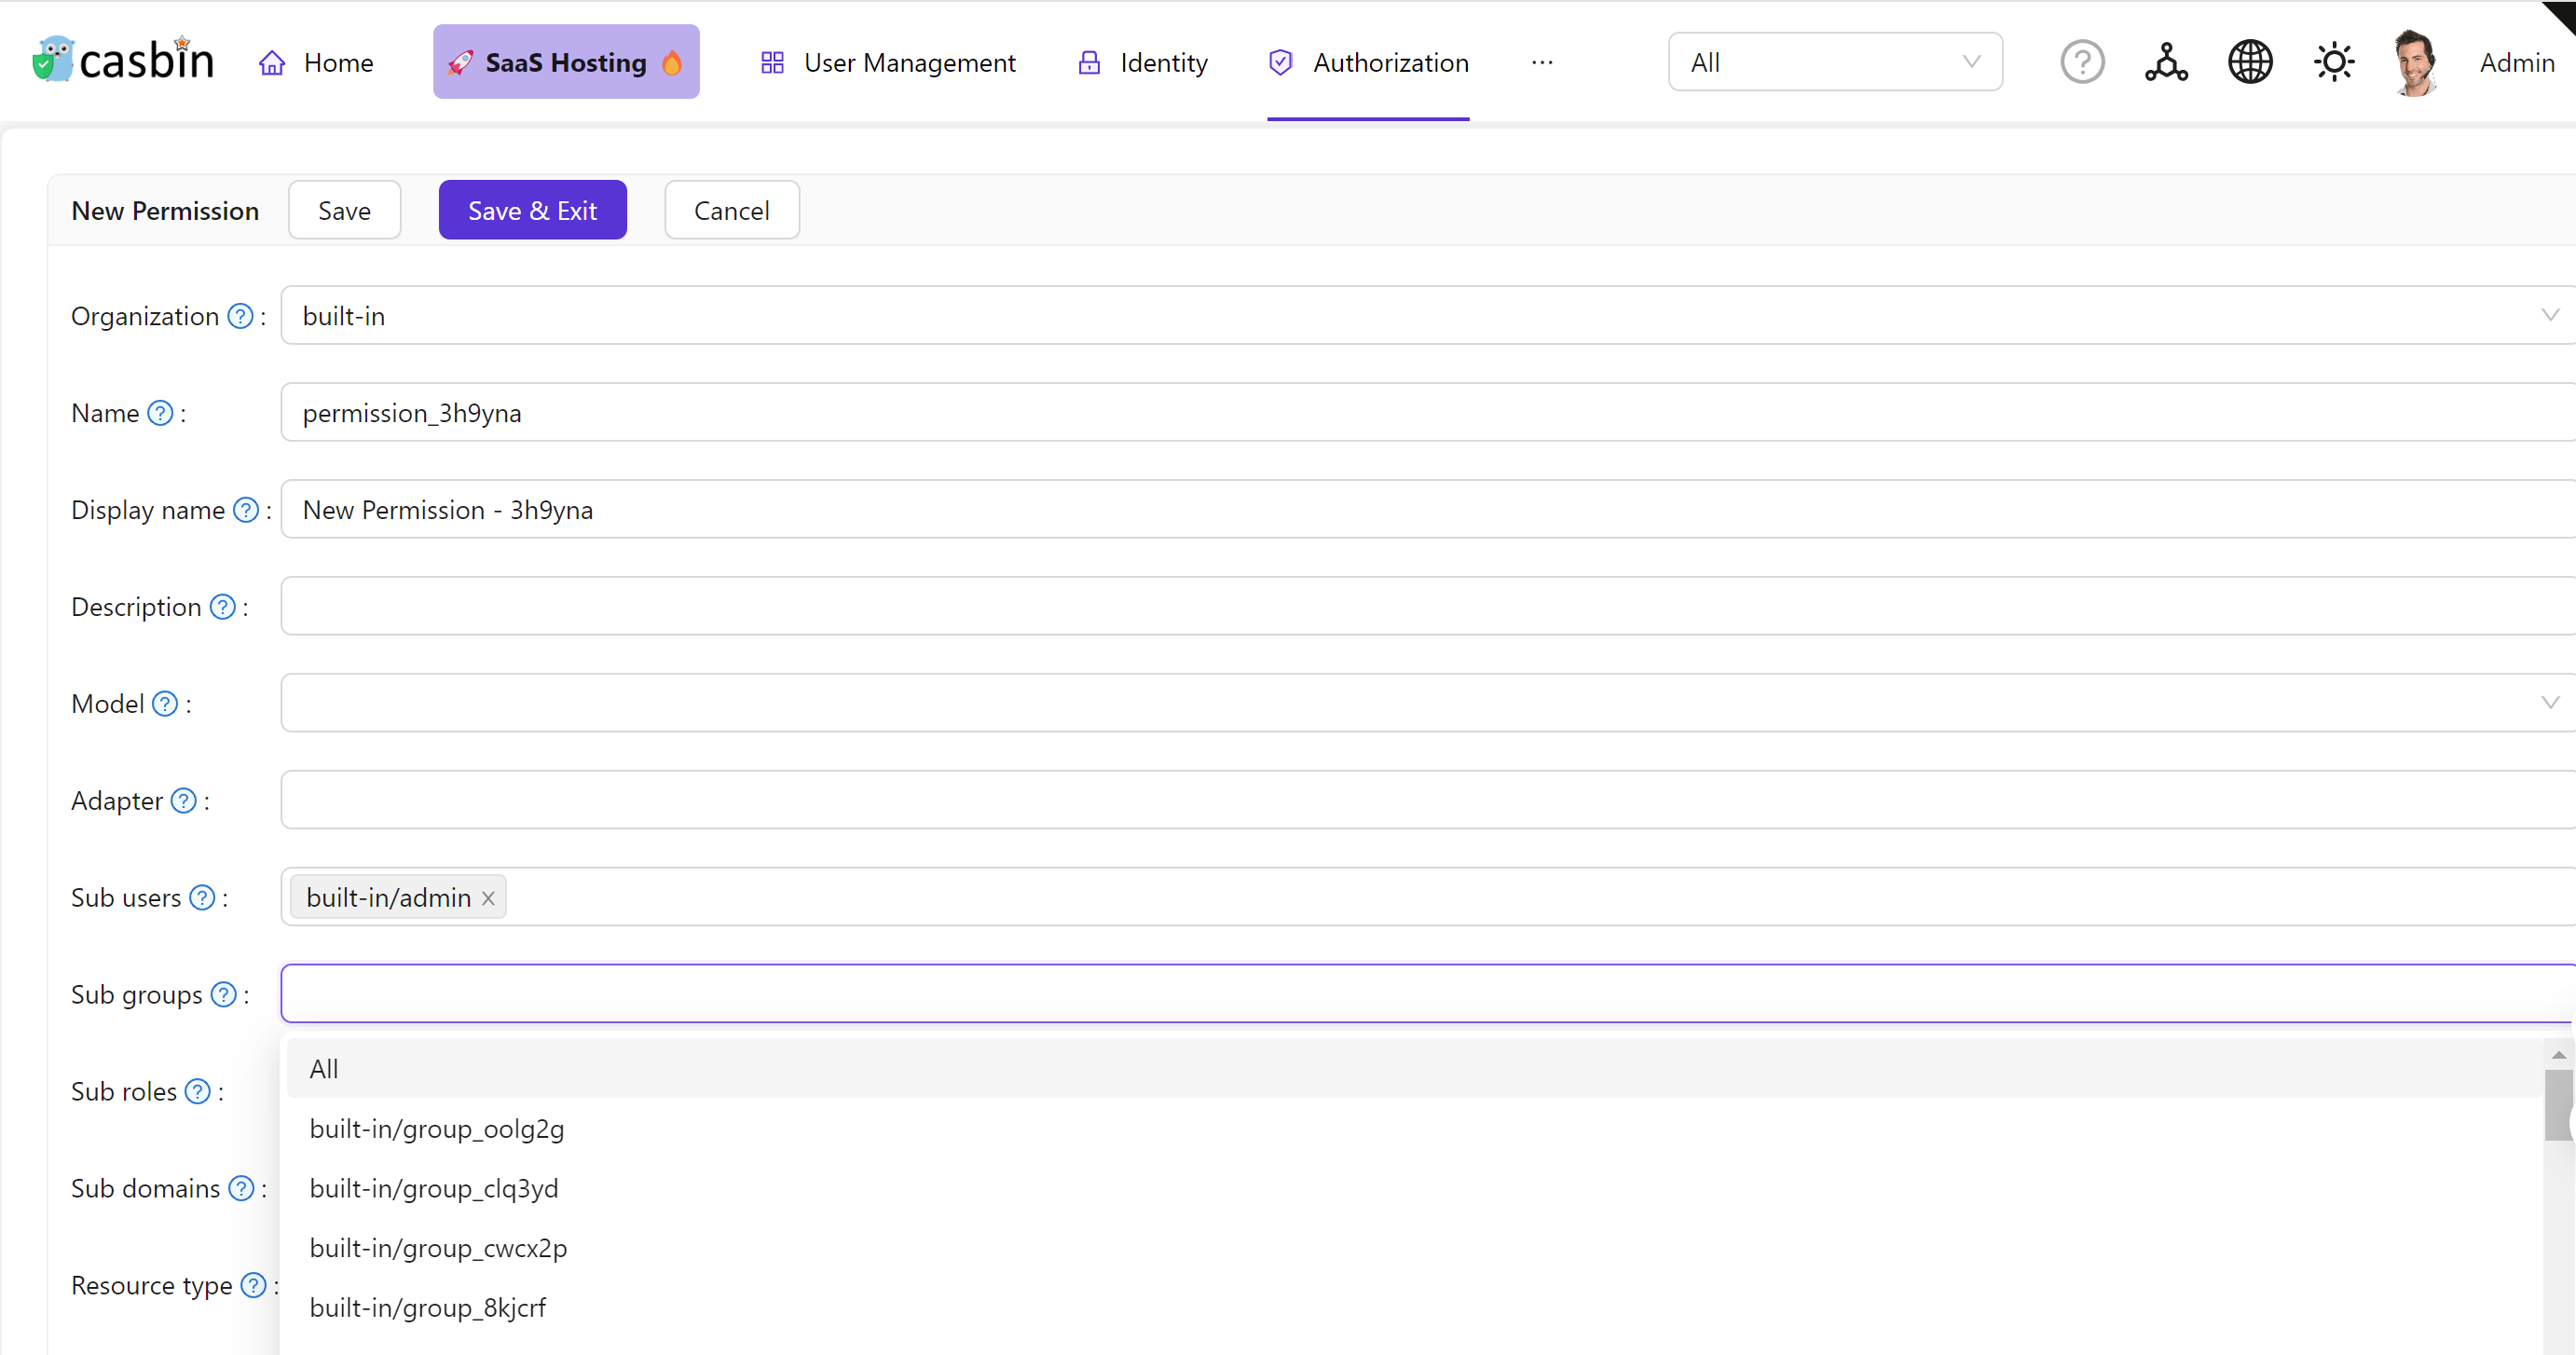 casbin Home SaaS Hosting User Management Identity Authorization ··· All Admin
New Permission Save Save & Exit Cancel
Organization ? : built-in
Name ? : permission_3h9yna
Display name ? : New Permission - 3h9yna
Description ? :
Model ? :
Adapter ? :
Sub users ? : built-in/admin
Sub groups ? :
All
Sub roles ? :
built-in/group_oolg2g
Sub domains ? : built-in/group_clq3yd
built-in/group_cwcx2p
Resource type ? :
built-in/group_8kjcrf